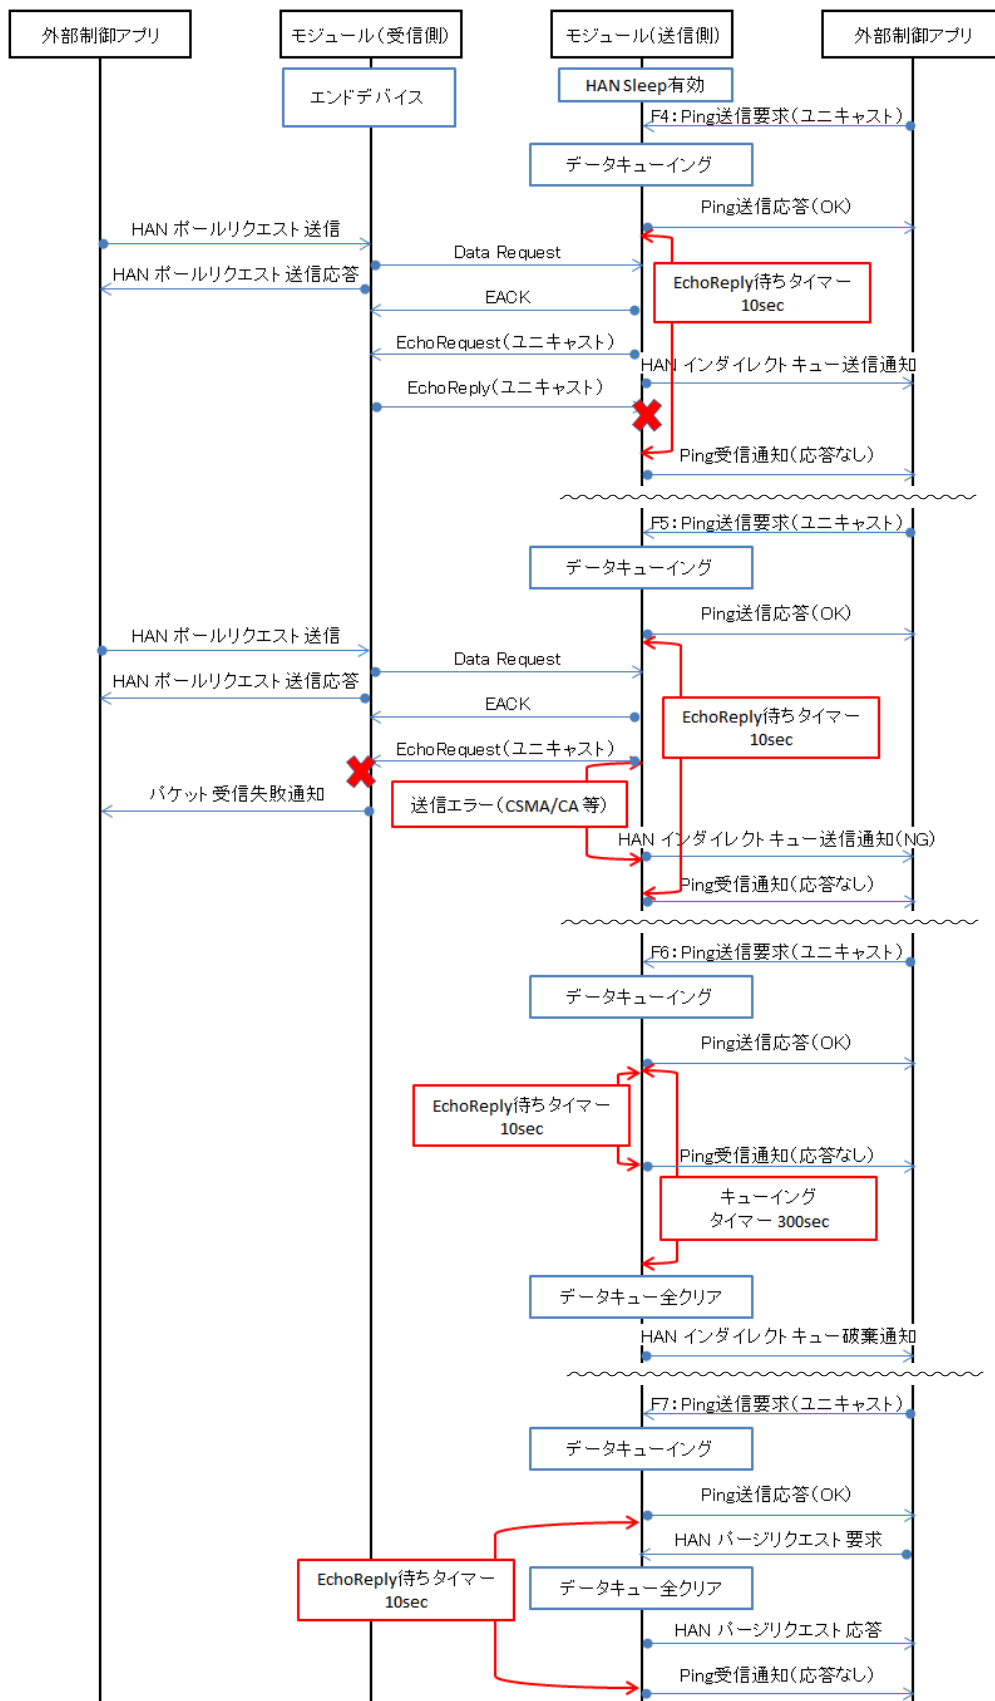 外部制御アプリ
モジュール(受信側)
モジュール(送信側)
外部制御アプリ
エンドデバイス
HAN Sleep有効
F4:Ping送信要求(ユニキャスト)
データキューイング
Ping送信応答(OK)
HAN ポールリクエスト送信
Data Request
HAN ポールリクエスト送信応答
EchoReply待ちタイマー
10sec
EACK
EchoRequest(ユニキャスト)
HAN インダイレクトキュー送信通知
EchoReply(ユニキャスト)
Ping受信通知(応答なし)
F5:Ping送信要求(ユニキャスト)
データキューイング
Ping送信応答(OK)
HAN ポールリクエスト送信
Data Request
HAN ポールリクエスト送信応答
EACK
EchoReply待ちタイマー
10sec
EchoRequest(ユニキャスト)
パケット受信失敗通知
送信エラー(CSMA/CA 等)
HAN インダイレクトキュー送信通知(NG)
Ping受信通知(応答なし)
F6:Ping送信要求(ユニキャスト)
データキューイング
Ping送信応答(OK)
EchoReply待ちタイマー
10sec
Ping受信通知(応答なし)
キューイング
タイマー 300sec
データキュー全クリア
HAN インダイレクトキュー破棄通知
F7:Ping送信要求(ユニキャスト)
データキューイング
Ping送信応答(OK)
HAN パージリクエスト要求
EchoReply待ちタイマー
10sec
データキュー全クリア
HAN パージリクエスト応答
Ping受信通知(応答なし)